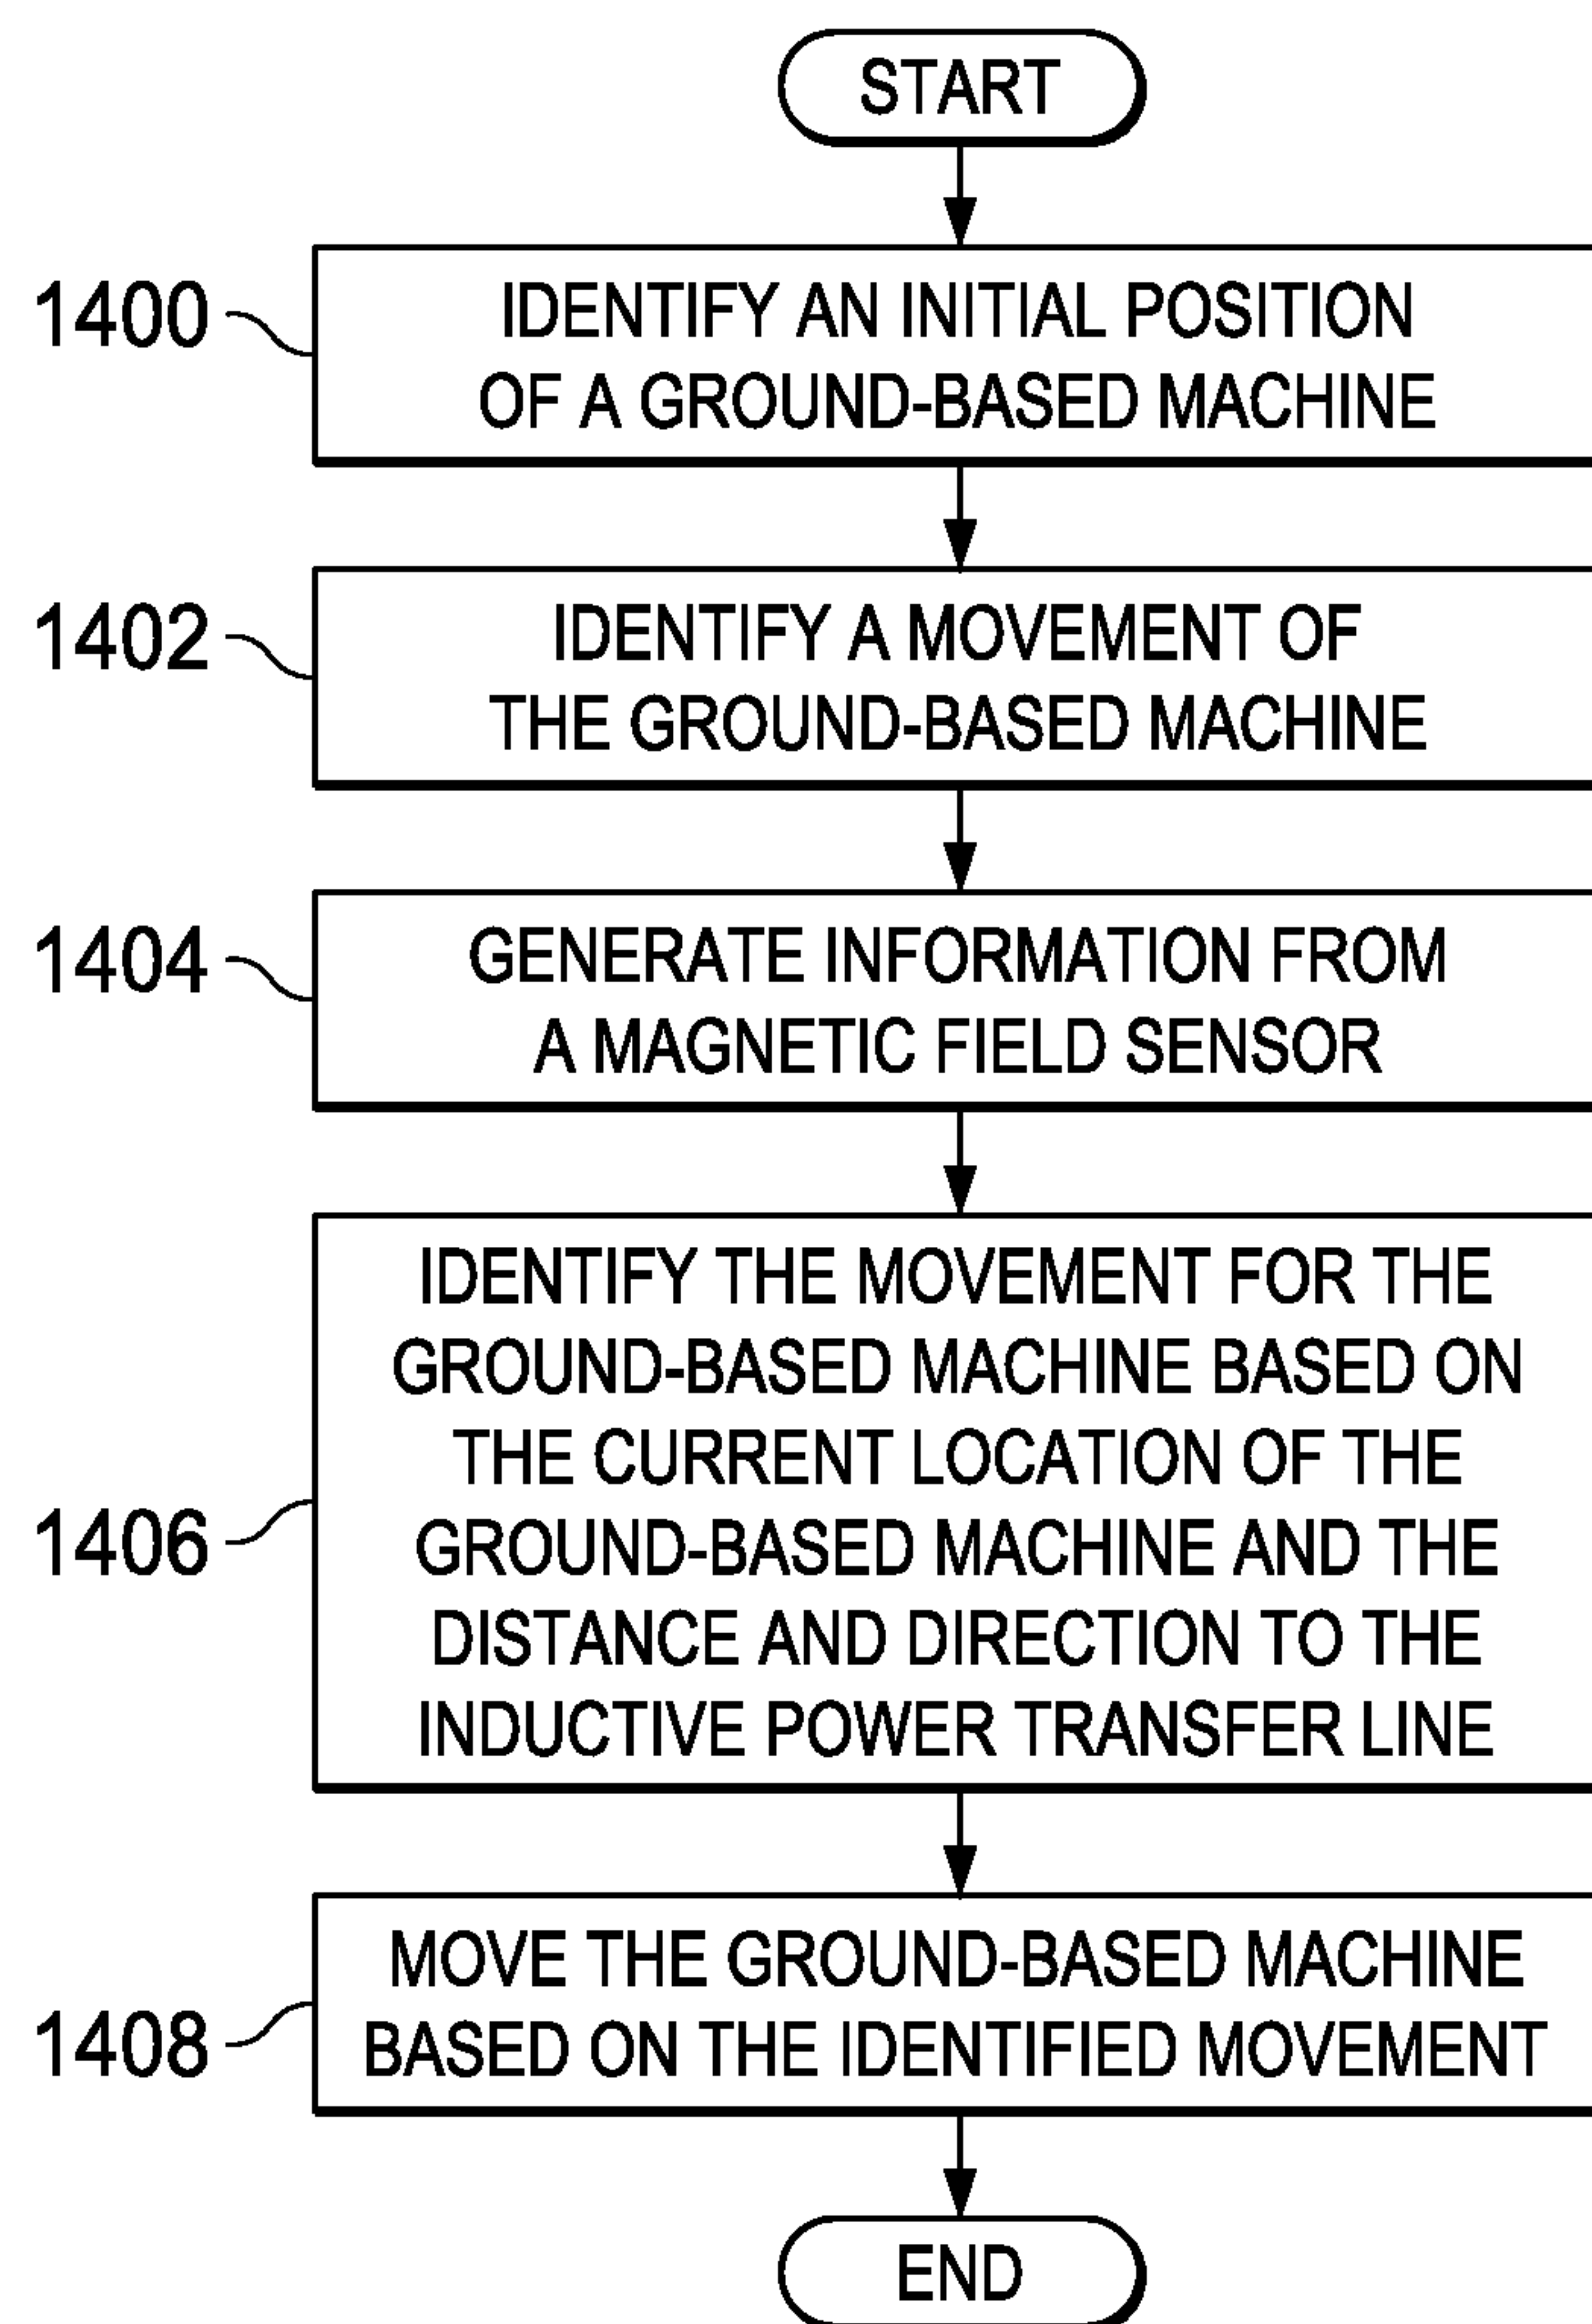 START
1400
IDENTIFY AN INITIAL POSITION
OF A GROUND-BASED MACHINE
1402
IDENTIFY A MOVEMENT OF
THE GROUND-BASED MACHINE
1404
GENERATE INFORMATION FROM
A MAGNETIC FIELD SENSOR
1406
IDENTIFY THE MOVEMENT FOR THE
GROUND-BASED MACHINE BASED ON
THE CURRENT LOCATION OF THE
GROUND-BASED MACHINE AND THE
DISTANCE AND DIRECTION TO THE
INDUCTIVE POWER TRANSFER LINE
1408
MOVE THE GROUND-BASED MACHINE
BASED ON THE IDENTIFIED MOVEMENT
END